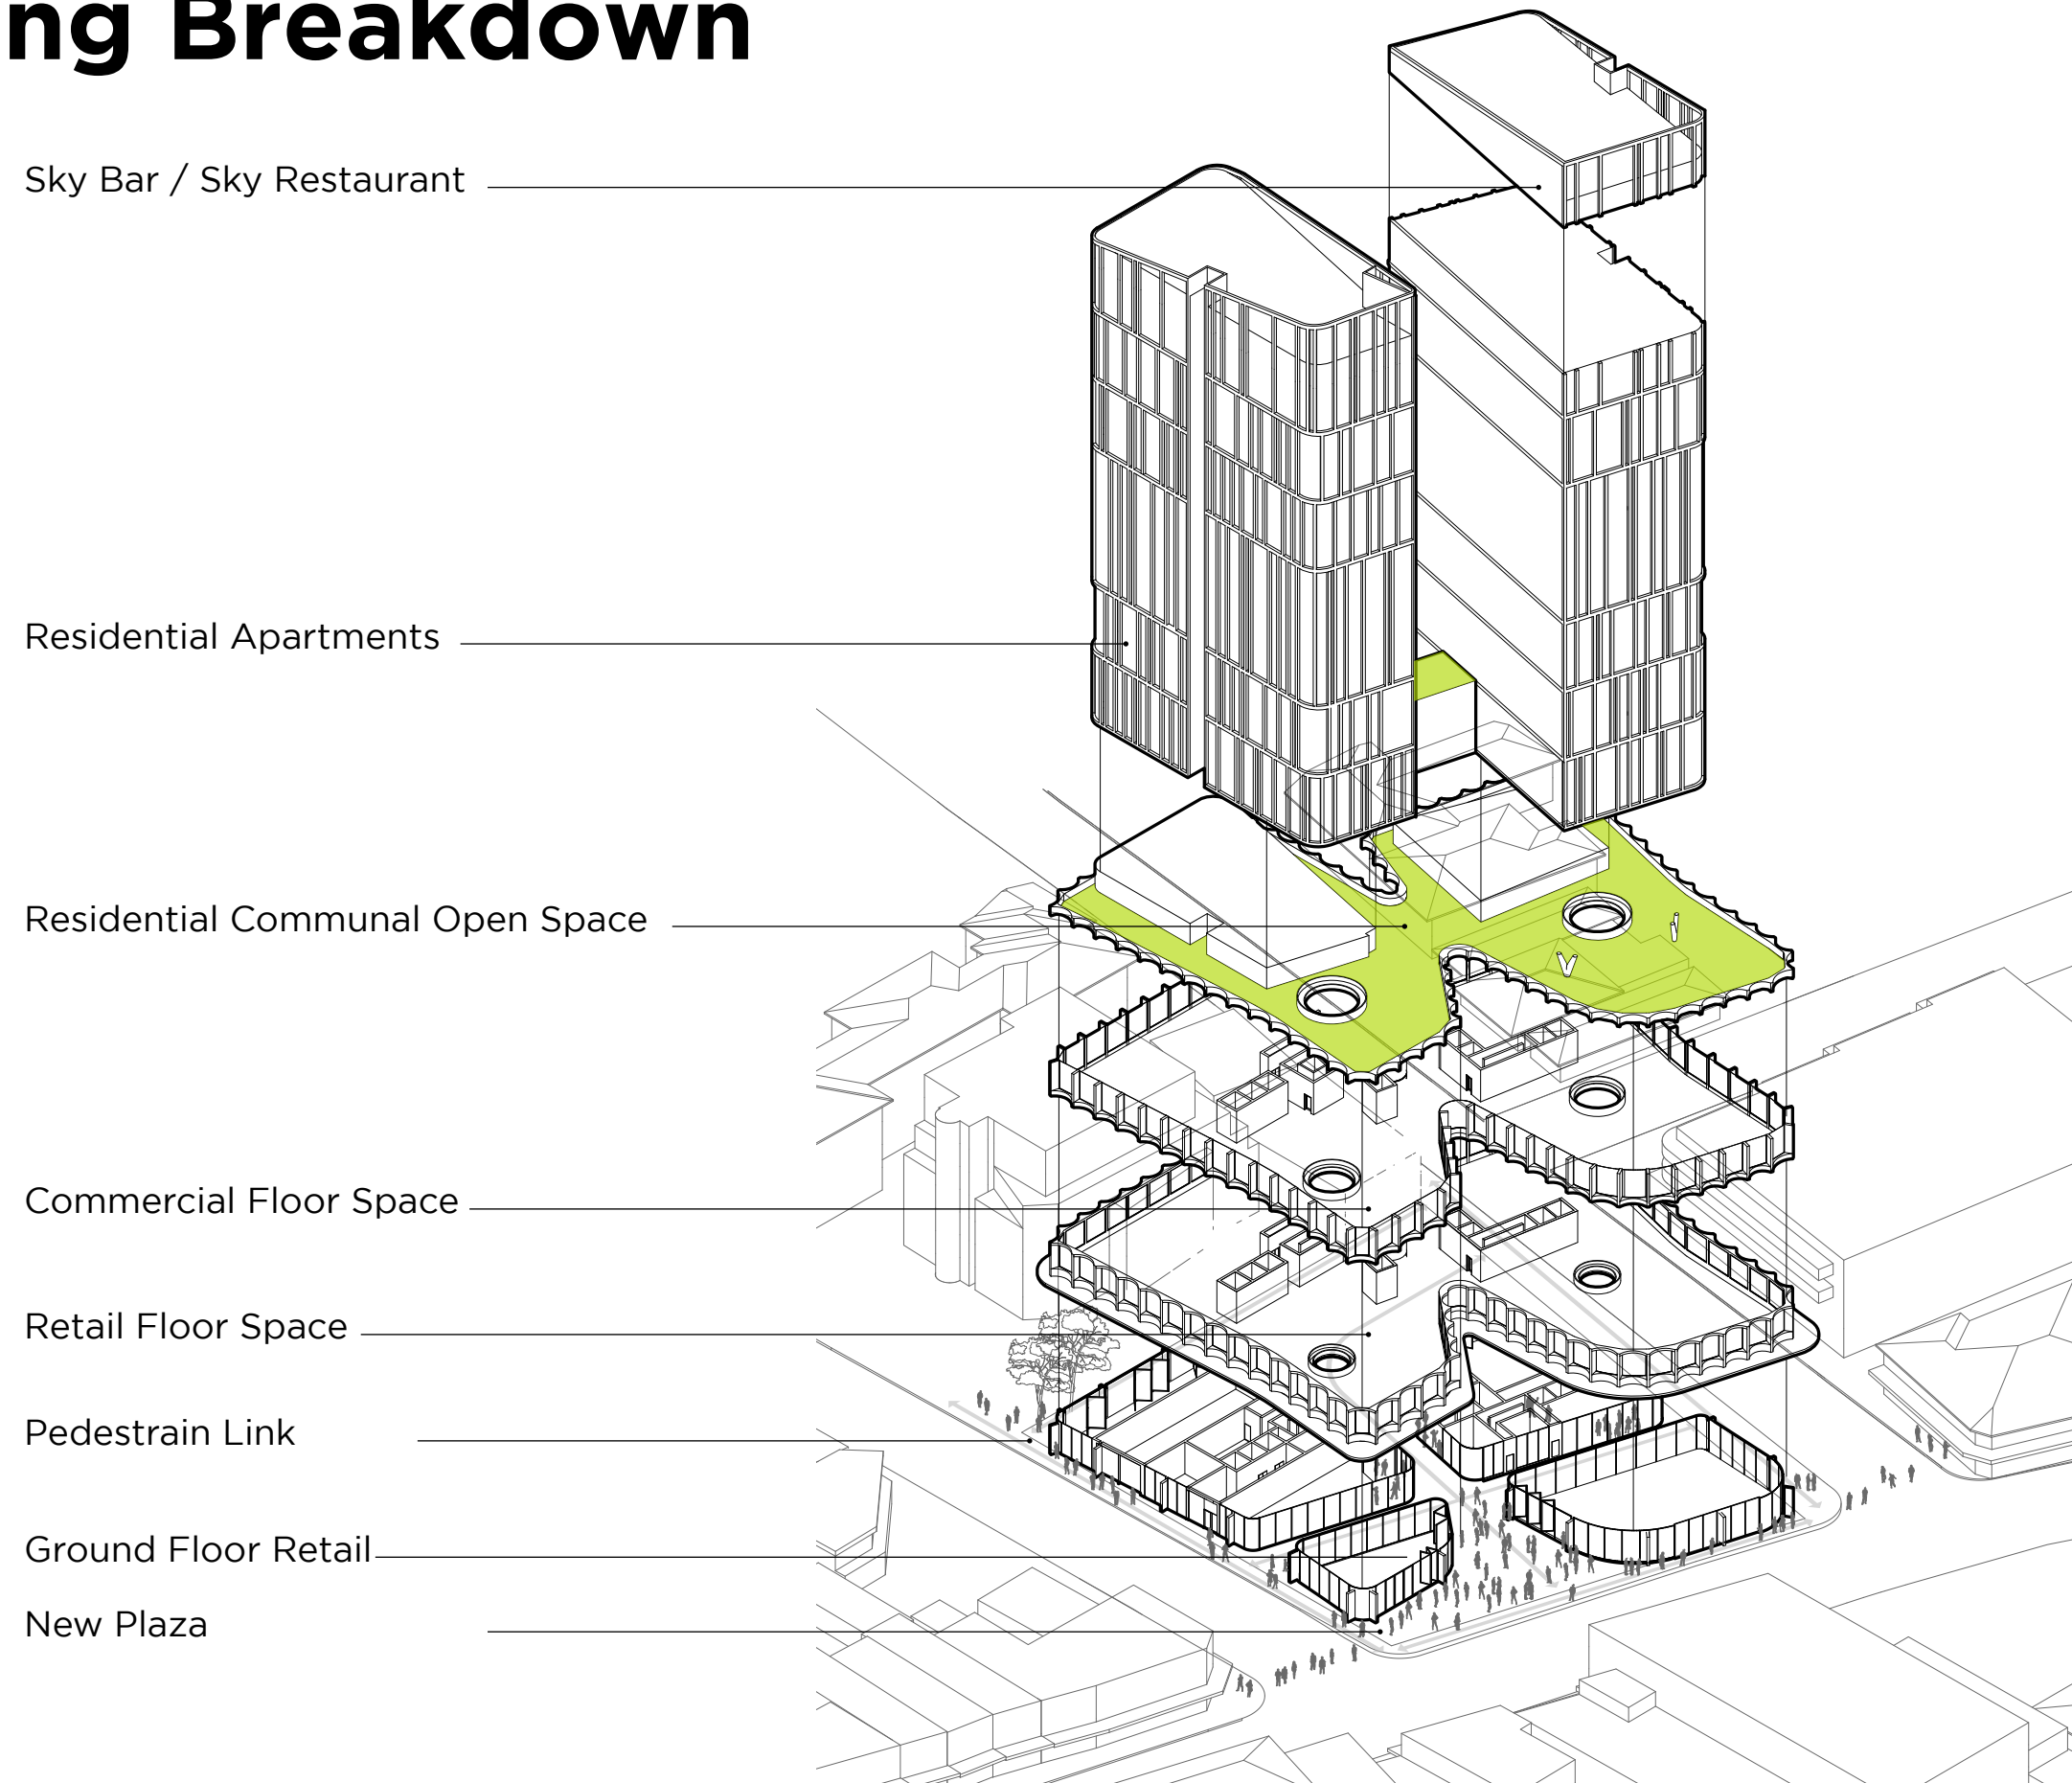 ng Breakdown
Sky Bar / Sky Restaurant
Residential Apartments
Residential Communal Open Space
Commercial Floor Space
Retail Floor Space
Pedestrain Link
Ground Floor Retail
New Plaza